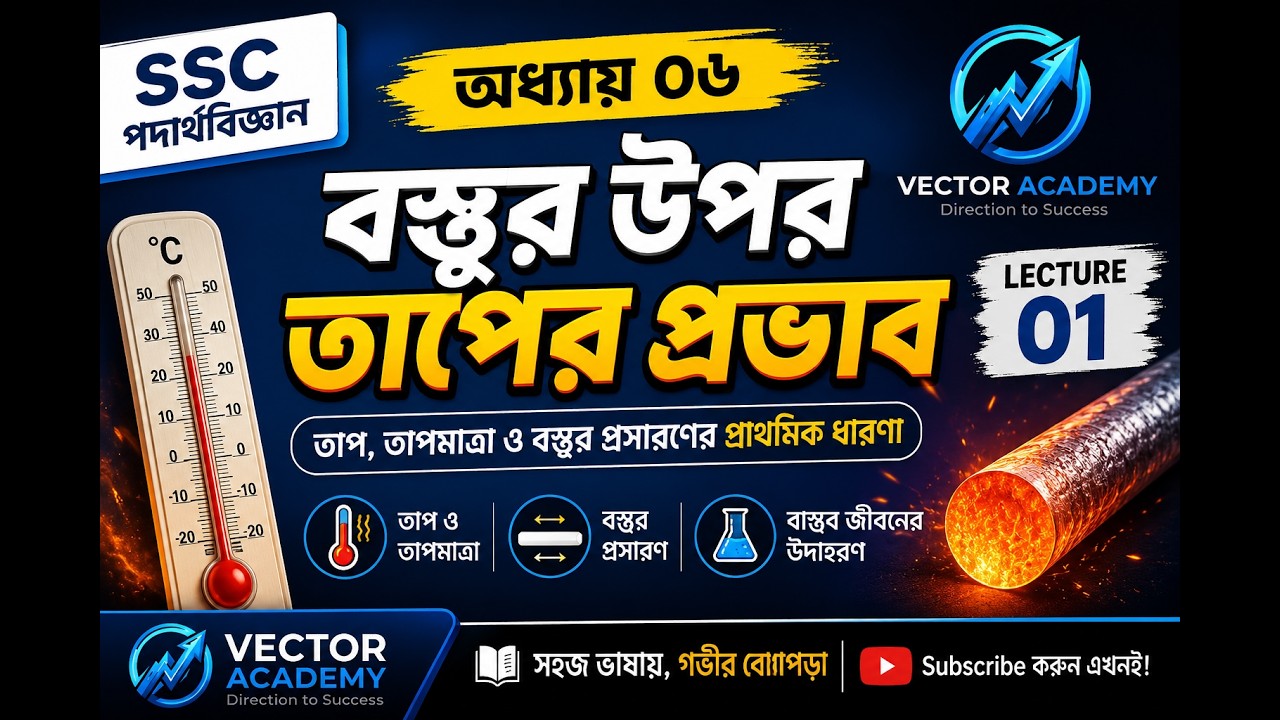 SSC
পদার্থবিজ্ঞান
অধ্যায় ০৬
VECTOR ACADEMY
Direction to Success
বস্তুর উপর
তাপের প্রভাব
LECTURE
01
°C
50 50
30 40
20 20
10 10
0 0
-10 -10
-20 -20
তাপ, তাপমাত্রা ও বস্তুর প্রসারণের প্রাথমিক ধারণা
তাপ ও
তাপমাত্রা
বস্তুর
প্রসারণ
বাস্তব জীবনের
উদাহরণ
VECTOR
ACADEMY
Direction to Success
সহজ ভাষায়, গভীর বোাপড়া
Subscribe করুন এখনই!